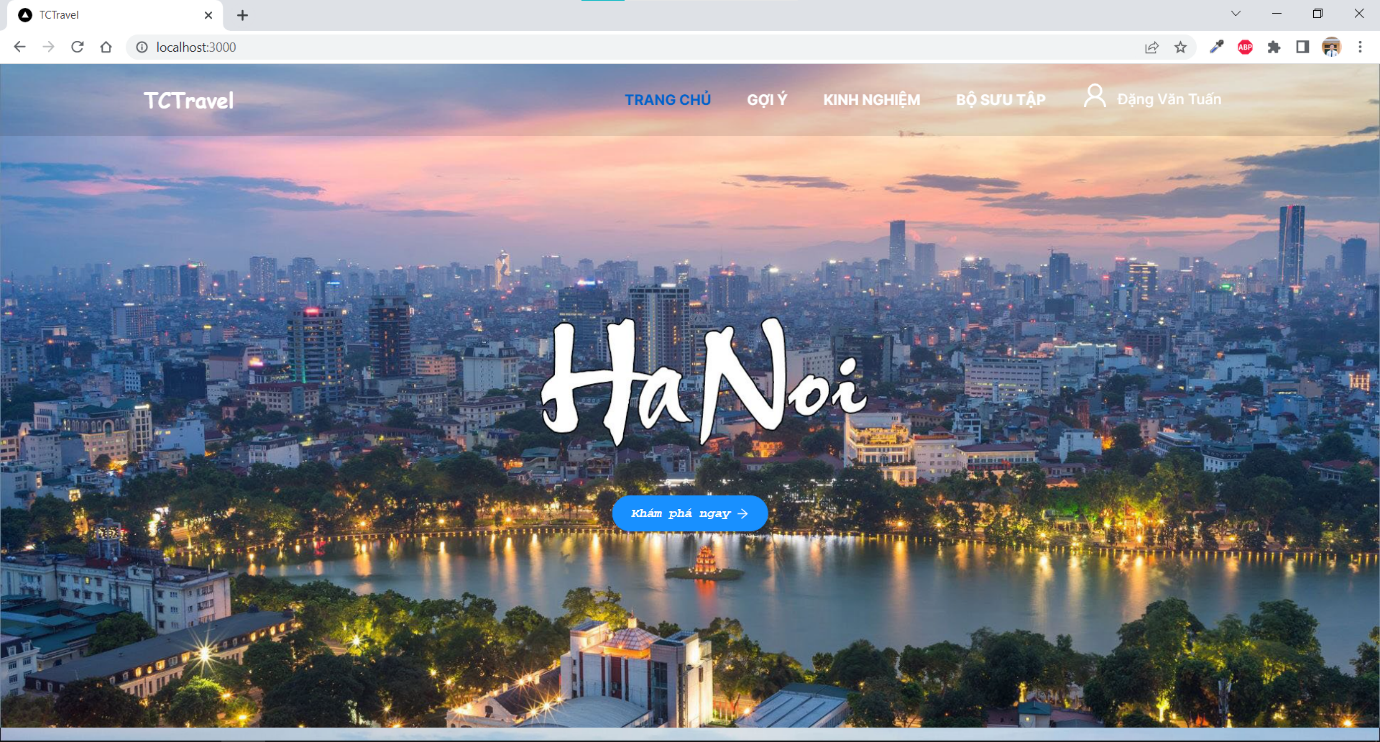 TCTravel
localhost:3000
ABP
TCTravel
TRANG CHỦ
GỢI Ý
KINH NGHIỆM
BỘ SƯU TẬP
Đặng Văn Tuấn
HaNoi
Khám phá ngay →